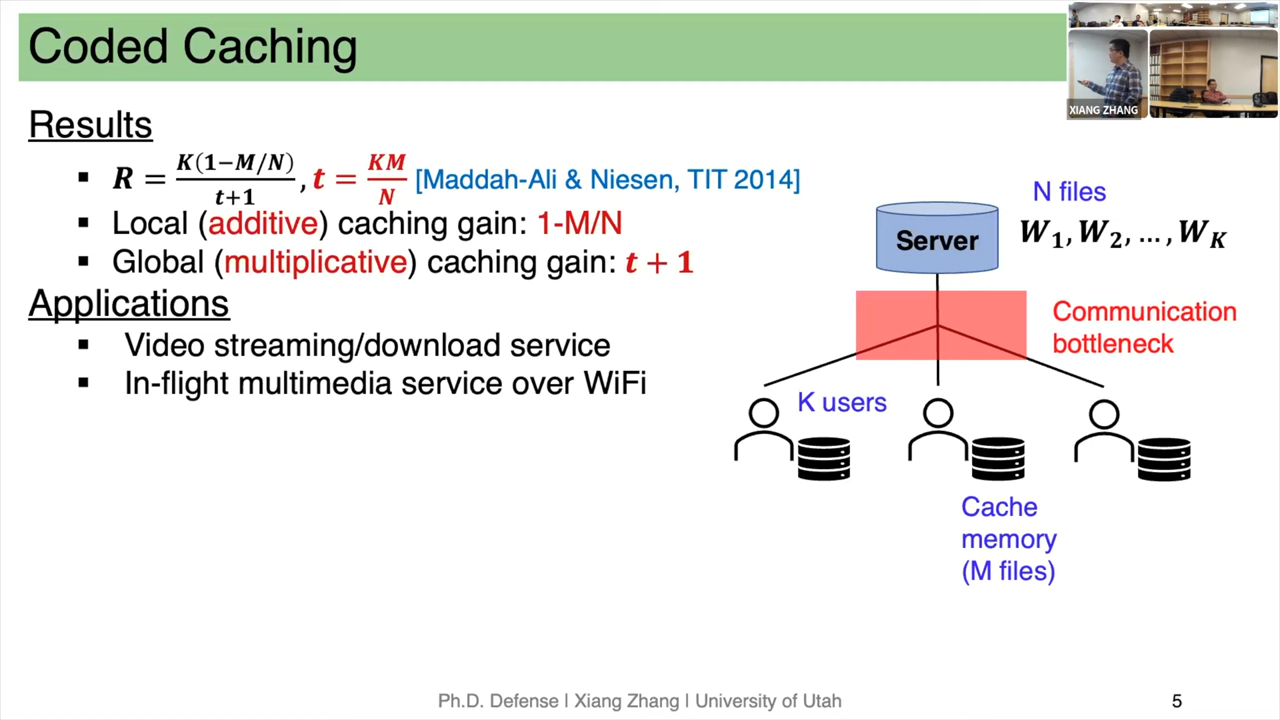 Coded Caching
XIANG ZHANG
Results
▪ R = K(1−M/N)/(t+1), t = KM/N [Maddah-Ali & Niesen, TIT 2014]
▪ Local (additive) caching gain: 1-M/N
▪ Global (multiplicative) caching gain: t + 1
Applications
▪ Video streaming/download service
▪ In-flight multimedia service over WiFi
N files
Server
W₁, W₂, ..., W_K
Communication
bottleneck
K users
Cache
memory
(M files)
Ph.D. Defense | Xiang Zhang | University of Utah
5